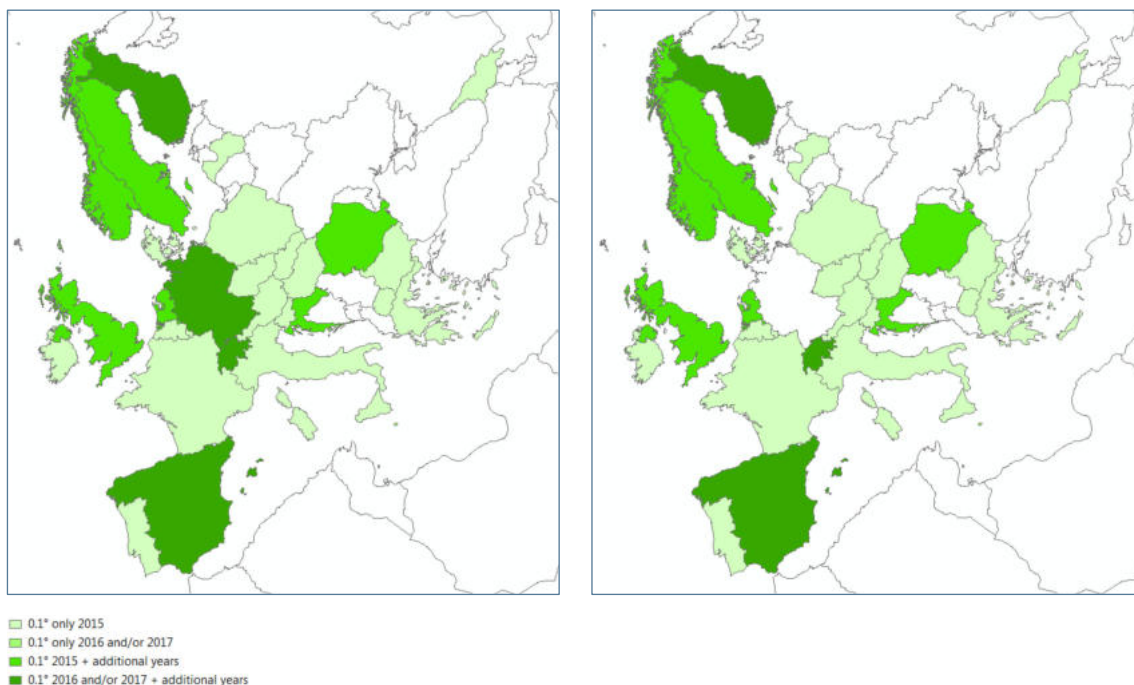 0.1° only 2015
0.1° only 2016 and/or 2017
0.1° 2015 + additional years
0.1° 2016 and/or 2017 + additional years